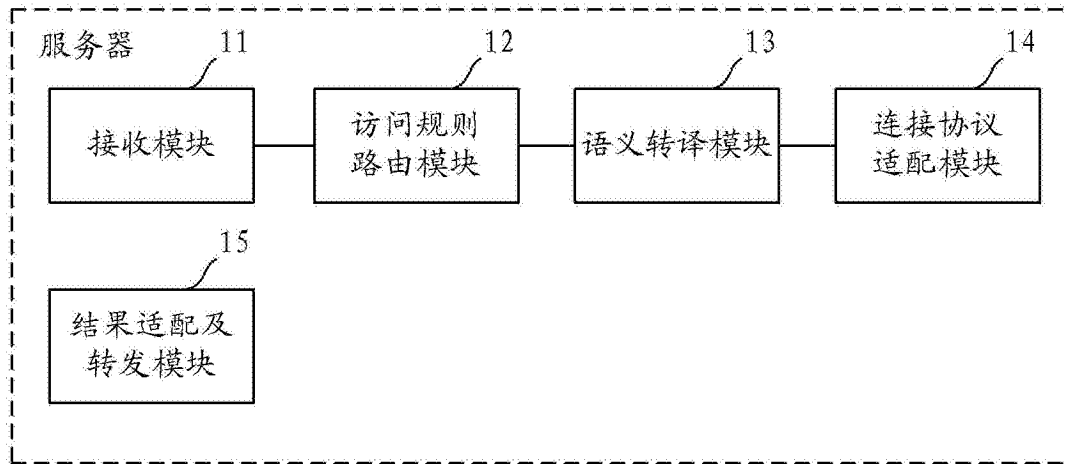 服务器
11
12
13
14
接收模块
访问规则
路由模块
语义转译模块
连接协议
适配模块
15
结果适配及
转发模块